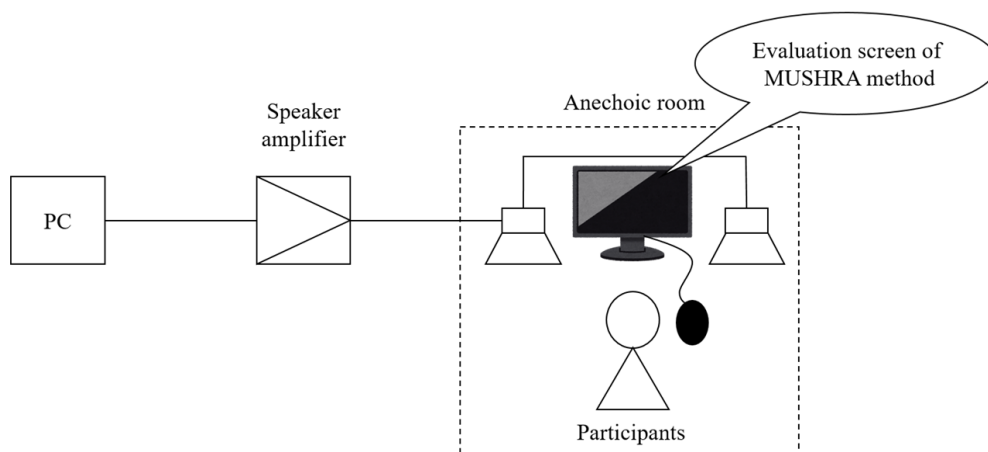 Evaluation screen of
MUSHRA method
Anechoic room
Speaker
amplifier
PC
Participants